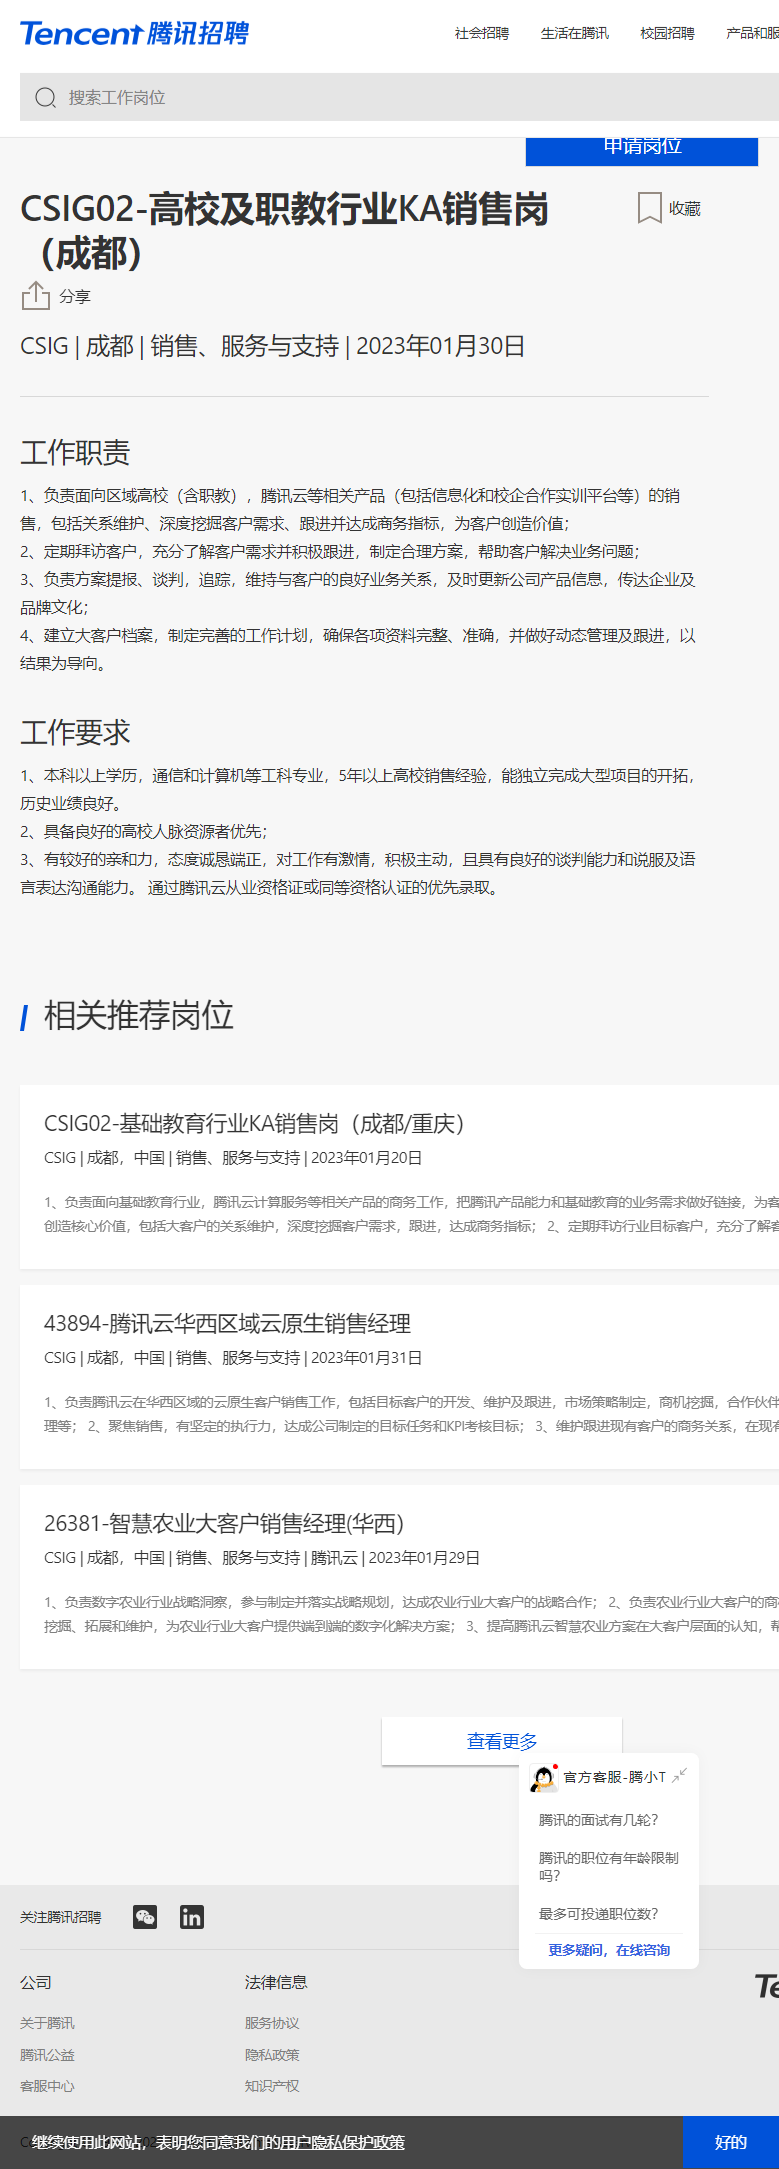 Tencent 腾讯招聘
社会招聘 生活在腾讯 校园招聘 产品和服
搜索工作岗位
申请岗位
CSIG02-高校及职教行业KA销售岗
（成都）
收藏
分享
CSIG | 成都 | 销售、服务与支持 | 2023年01月30日
工作职责
1、负责面向区域高校（含职教），腾讯云等相关产品（包括信息化和校企合作实训平台等）的销
售，包括关系维护、深度挖掘客户需求、跟进并达成商务指标，为客户创造价值；
2、定期拜访客户，充分了解客户需求并积极跟进，制定合理方案，帮助客户解决业务问题；
3、负责方案提报、谈判，追踪，维持与客户的良好业务关系，及时更新公司产品信息，传达企业及
品牌文化；
4、建立大客户档案，制定完善的工作计划，确保各项资料完整、准确，并做好动态管理及跟进，以
结果为导向。
工作要求
1、本科以上学历，通信和计算机等工科专业，5年以上高校销售经验，能独立完成大型项目的开拓，
历史业绩良好。
2、具备良好的高校人脉资源者优先；
3、有较好的亲和力，态度诚恳端正，对工作有激情，积极主动，且具有良好的谈判能力和说服及语
言表达沟通能力。 通过腾讯云从业资格证或同等资格认证的优先录取。
相关推荐岗位
CSIG02-基础教育行业KA销售岗（成都/重庆）
CSIG | 成都，中国 | 销售、服务与支持 | 2023年01月20日
1、负责面向基础教育行业，腾讯云计算服务等相关产品的商务工作，把腾讯产品能力和基础教育的业务需求做好链接，为客
创造核心价值，包括大客户的关系维护，深度挖掘客户需求，跟进，达成商务指标； 2、定期拜访行业目标客户，充分了解客
43894-腾讯云华西区域云原生销售经理
CSIG | 成都，中国 | 销售、服务与支持 | 2023年01月31日
1、负责腾讯云在华西区域的云原生客户销售工作，包括目标客户的开发、维护及跟进，市场策略制定，商机挖掘，合作伙伴
理等； 2、聚焦销售，有坚定的执行力，达成公司制定的目标任务和KPI考核目标； 3、维护跟进现有客户的商务关系，在现有
26381-智慧农业大客户销售经理(华西）
CSIG | 成都，中国 | 销售、服务与支持 | 腾讯云 | 2023年01月29日
1、负责数字农业行业战略洞察，参与制定并落实战略规划，达成农业行业大客户的战略合作； 2、负责农业行业大客户的商机
挖掘、拓展和维护，为农业行业大客户提供端到端的数字化解决方案； 3、提高腾讯云智慧农业方案在大客户层面的认知，帮
查看更多
官方客服-腾小T
腾讯的面试有几轮？
腾讯的职位有年龄限制
吗？
最多可投递职位数？
更多疑问，在线咨询
关注腾讯招聘
公司 法律信息
关于腾讯 服务协议
腾讯公益 隐私政策
客服中心 知识产权
继续使用此网站，表明您同意我们的用户隐私保护政策
好的